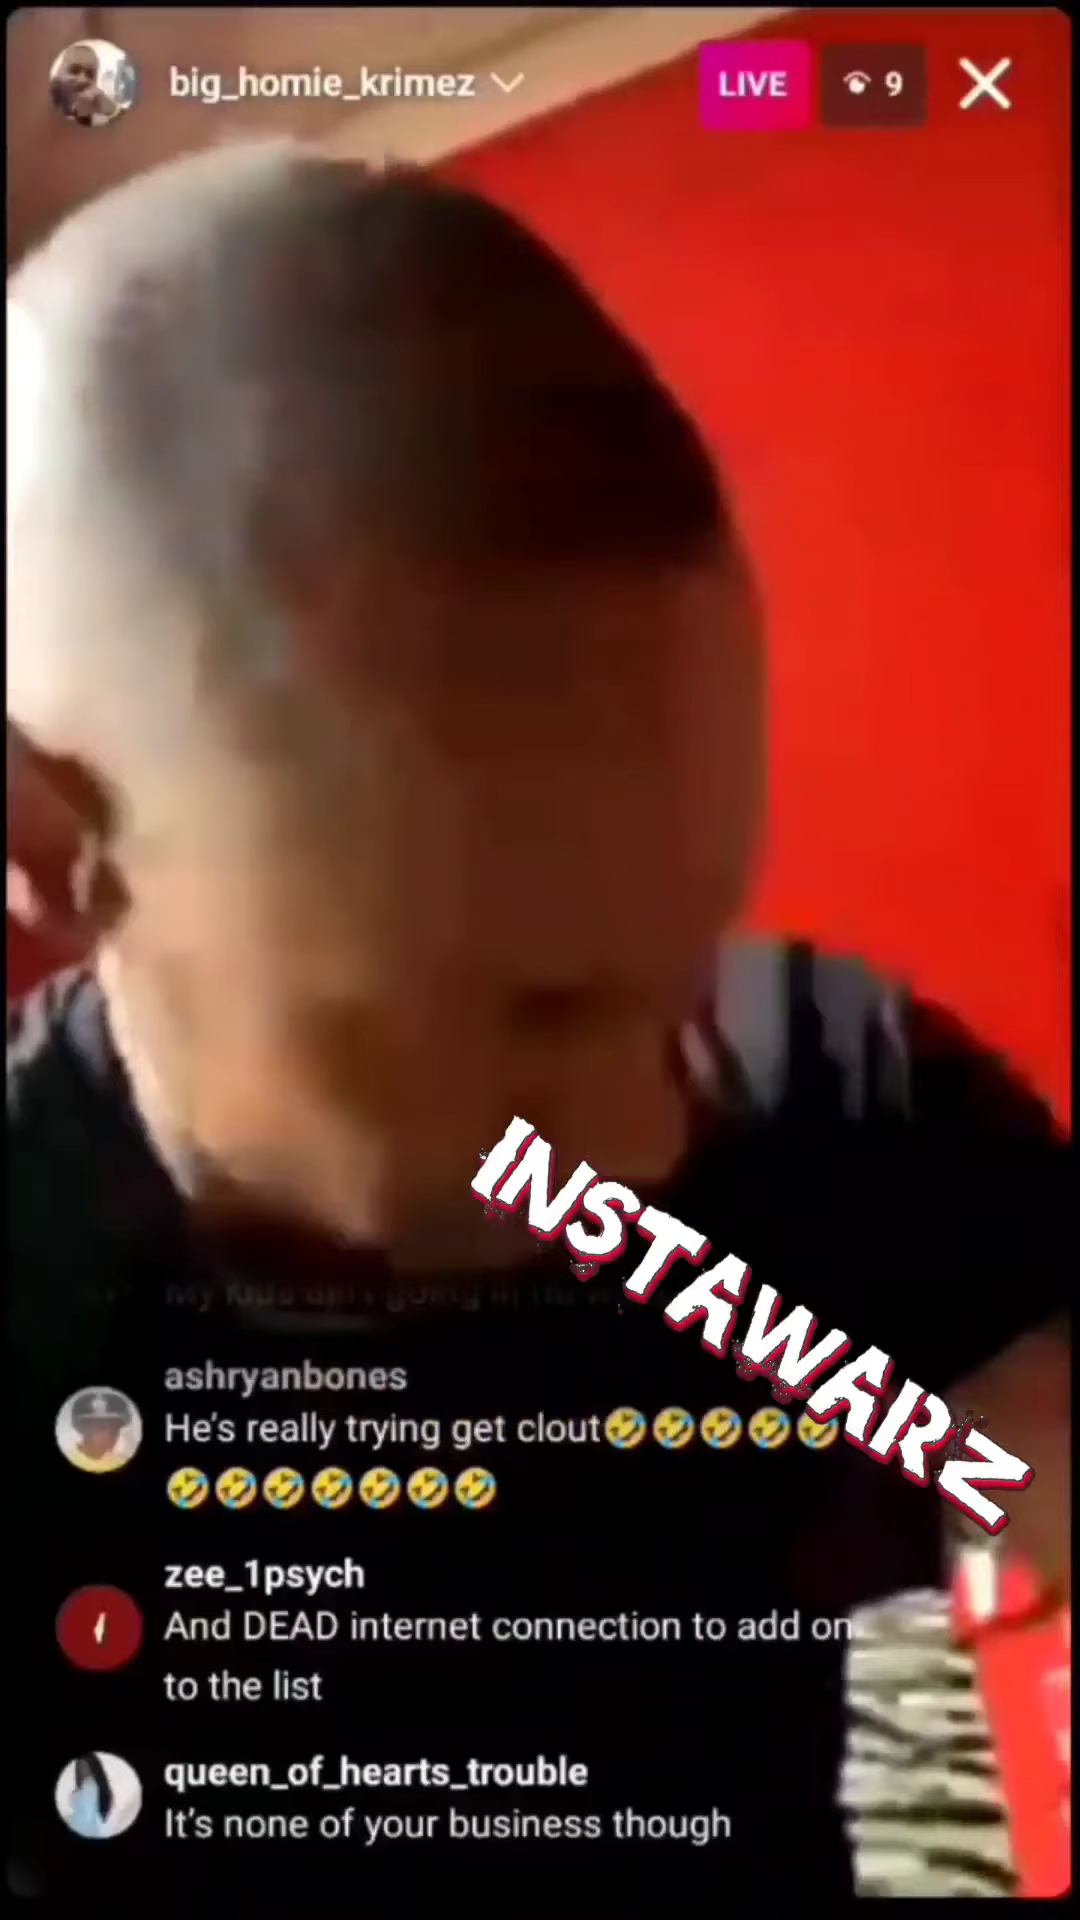 big_homie_krimez
LIVE
9
INSTAWARZ
ashryanbones
He's really trying get clout🤣🤣🤣🤣🤣
🤣🤣🤣🤣🤣🤣🤣
zee_1psych
And DEAD internet connection to add on
to the list
queen_of_hearts_trouble
It's none of your business though